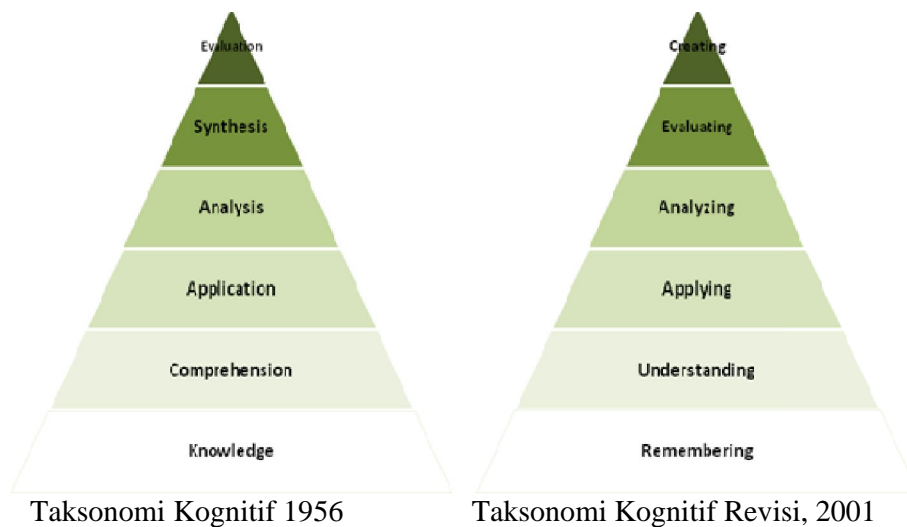 Evaluation
Synthesis
Analysis
Application
Comprehension
Knowledge
Taksonomi Kognitif 1956
Creating
Evaluating
Analyzing
Applying
Understanding
Remembering
Taksonomi Kognitif Revisi, 2001